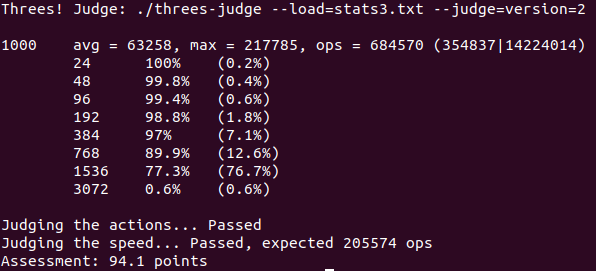 Threes! Judge: ./threes-judge --load=stats3.txt --judge=version=2
1000 avg = 63258, max = 217785, ops = 684570 (354837|14224014)
24 100% (0.2%)
48 99.8% (0.4%)
96 99.4% (0.6%)
192 98.8% (1.8%)
384 97% (7.1%)
768 89.9% (12.6%)
1536 77.3% (76.7%)
3072 0.6% (0.6%)
Judging the actions... Passed
Judging the speed... Passed, expected 205574 ops
Assessment: 94.1 points